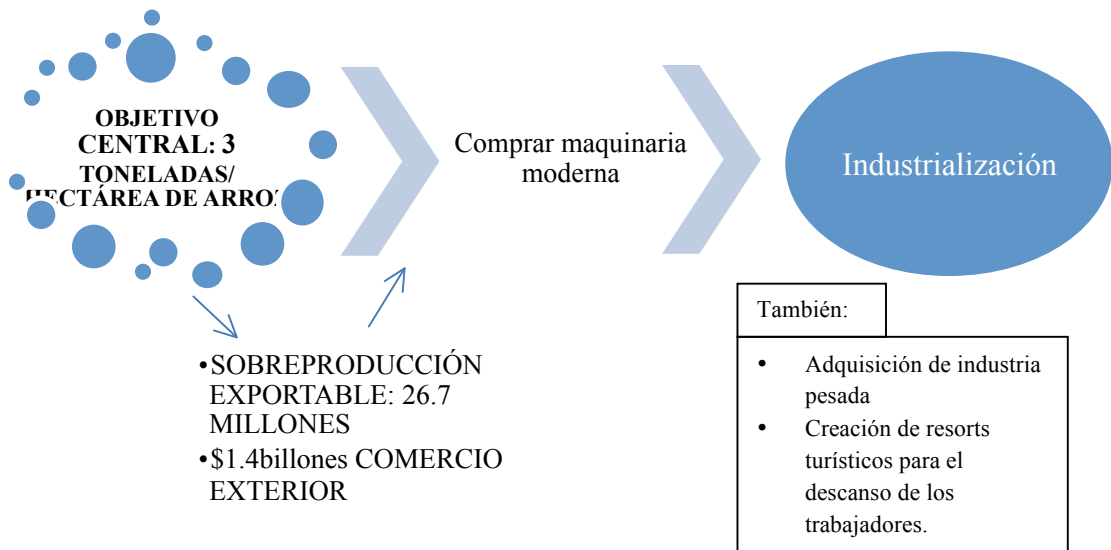 OBJETIVO
CENTRAL: 3
TONELADAS/
HECTÁREA DE ARROZ
Comprar maquinaria
moderna
Industrialización
•SOBREPRODUCCIÓN
EXPORTABLE: 26.7
MILLONES
•$1.4billones COMERCIO
EXTERIOR
También:
• Adquisición de industria
pesada
• Creación de resorts
turísticos para el
descanso de los
trabajadores.